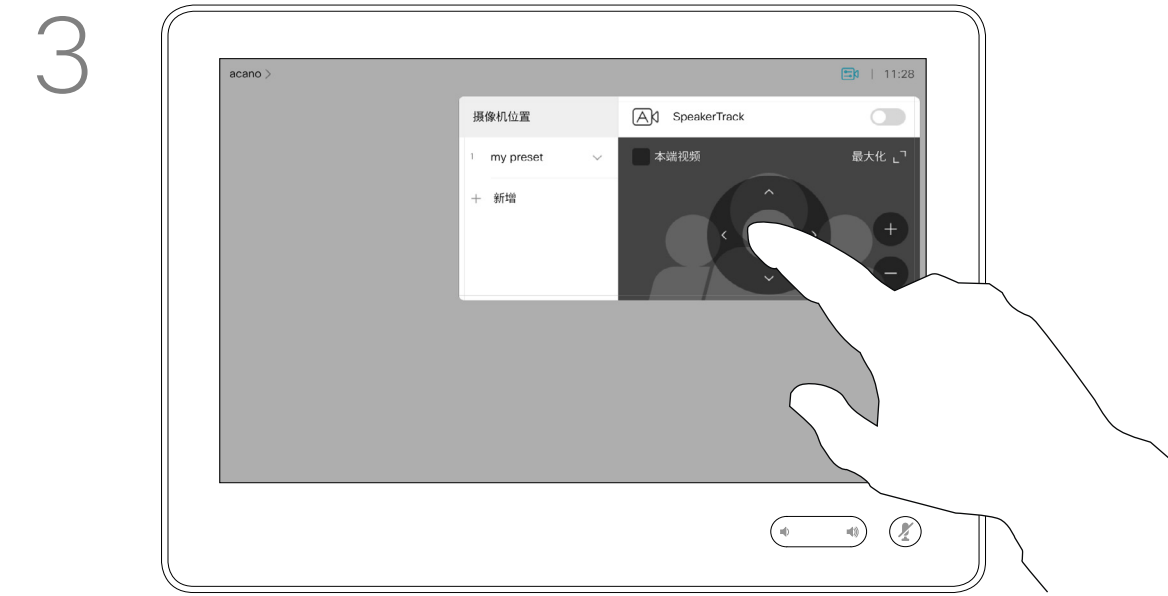 3
acano >
11:28
摄像机位置
A
SpeakerTrack
1 my preset
本端视频
最大化
+ 新增
+
−